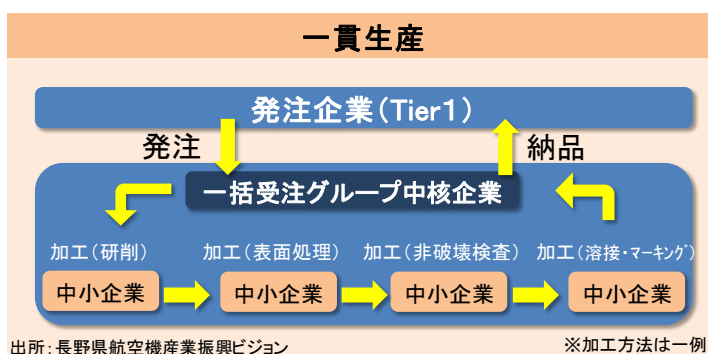 一貫生産
発注企業(Tier1)
発注
納品
一括受注グループ中核企業
加工(研削)
加工(表面処理)
加工(非破壊検査)
加工(溶接・マーキング)
中小企業
中小企業
中小企業
中小企業
出所:長野県航空機産業振興ビジョン
※加工方法は一例